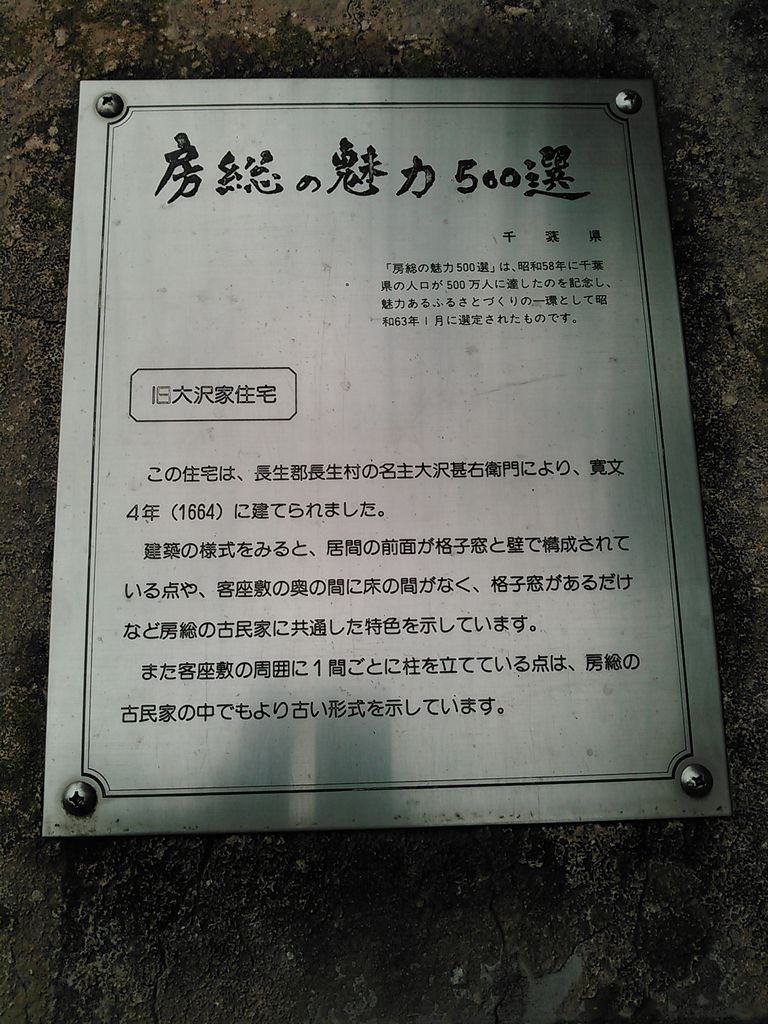 房総の魅力500選
千葉県
「房総の魅力500選」は、昭和58年に千葉
県の人口が500万人に達したのを記念し、
魅力あるふるさとづくりの一環として昭
和63年1月に選定されたものです。
旧大沢家住宅
この住宅は、長生郡長生村の名主大沢甚右衛門により、寛文
4年(1664)に建てられました。
建築の様式をみると、居間の前面が格子窓と壁で構成されて
いる点や、客座敷の奥の間に床の間がなく、格子窓があるだけ
など房総の古民家に共通した特色を示しています。
また客座敷の周囲に1間ごとに柱を立てている点は、房総の
古民家の中でもより古い形式を示しています。